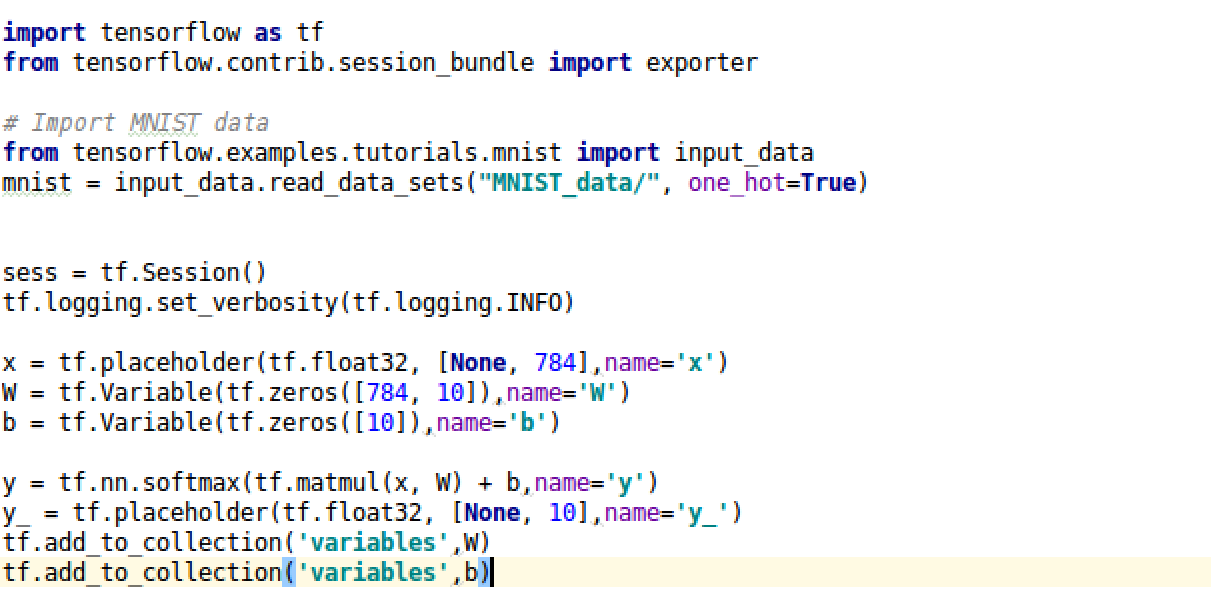 import tensorflow as tf
from tensorflow.contrib.session_bundle import exporter
# Import MNIST data
from tensorflow.examples.tutorials.mnist import input_data
mnist = input_data.read_data_sets("MNIST_data/", one_hot=True)
sess = tf.Session()
tf.logging.set_verbosity(tf.logging.INFO)
x = tf.placeholder(tf.float32, [None, 784],name='x')
W = tf.Variable(tf.zeros([784, 10]),name='W')
b = tf.Variable(tf.zeros([10]),name='b')
y = tf.nn.softmax(tf.matmul(x, W) + b,name='y')
y_ = tf.placeholder(tf.float32, [None, 10],name='y_')
tf.add_to_collection('variables',W)
tf.add_to_collection('variables',b)